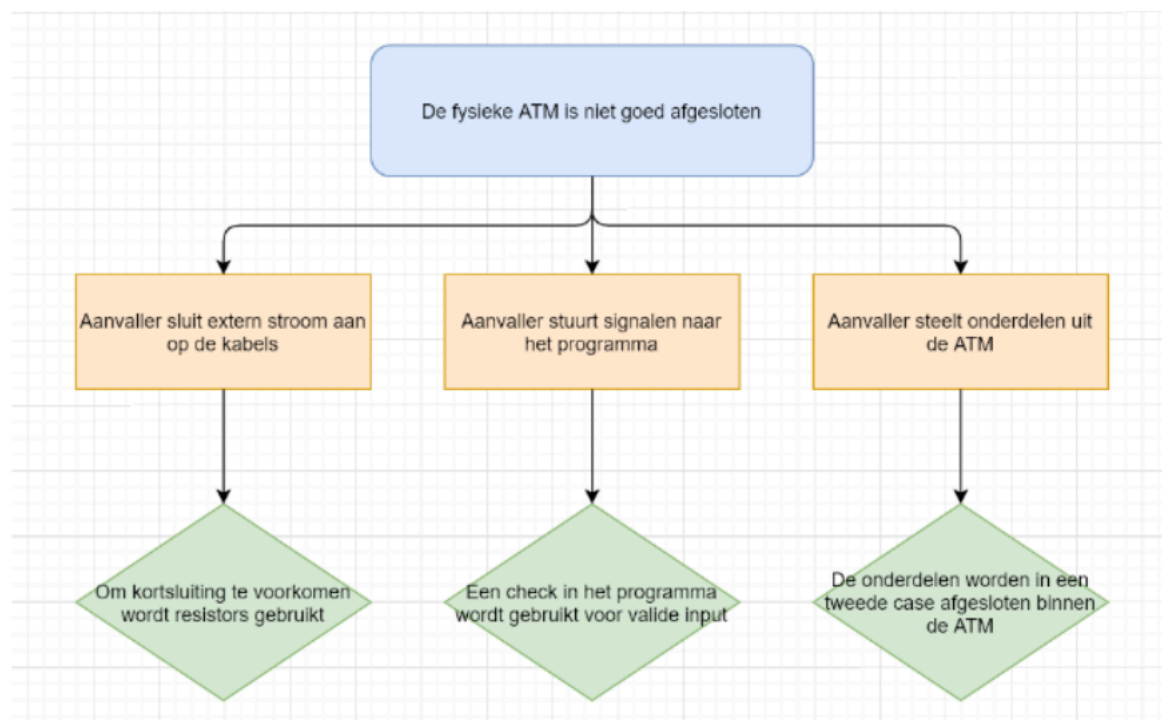 De fysieke ATM is niet goed afgesloten
Aanvaller sluit extern stroom aan
op de kabels
Aanvaller stuurt signalen naar
het programma
Aanvaller steelt onderdelen uit
de ATM
Om kortsluiting te voorkomen
wordt resistors gebruikt
Een check in het programma
wordt gebruikt voor valide input
De onderdelen worden in een
tweede case afgesloten binnen
de ATM